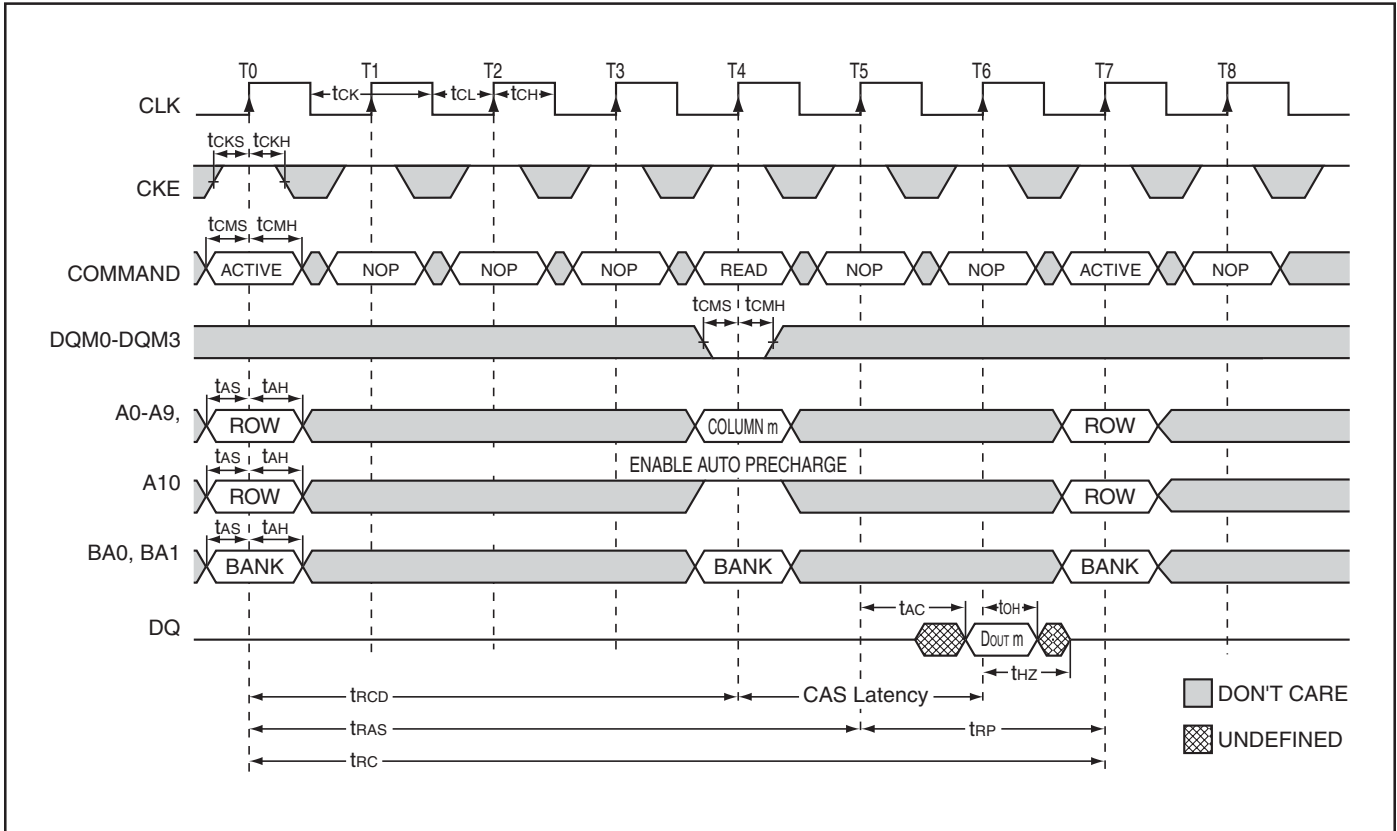 T0 T1 T2 T3 T4 T5 T6 T7 T8
CLK tCK tCL tCH
tCKS tCKH
CKE
tCMS tCMH
COMMAND ACTIVE NOP NOP NOP READ NOP NOP ACTIVE NOP
tCMS tCMH
DQM0-DQM3
tAS tAH
A0-A9, ROW COLUMN m ROW
tAS tAH ENABLE AUTO PRECHARGE
A10 ROW ROW
tAS tAH
BA0, BA1 BANK BANK BANK
tAC tOH
DQ DOUT m
tHZ
tRCD CAS Latency
DON'T CARE
tRAS tRP
UNDEFINED
tRC